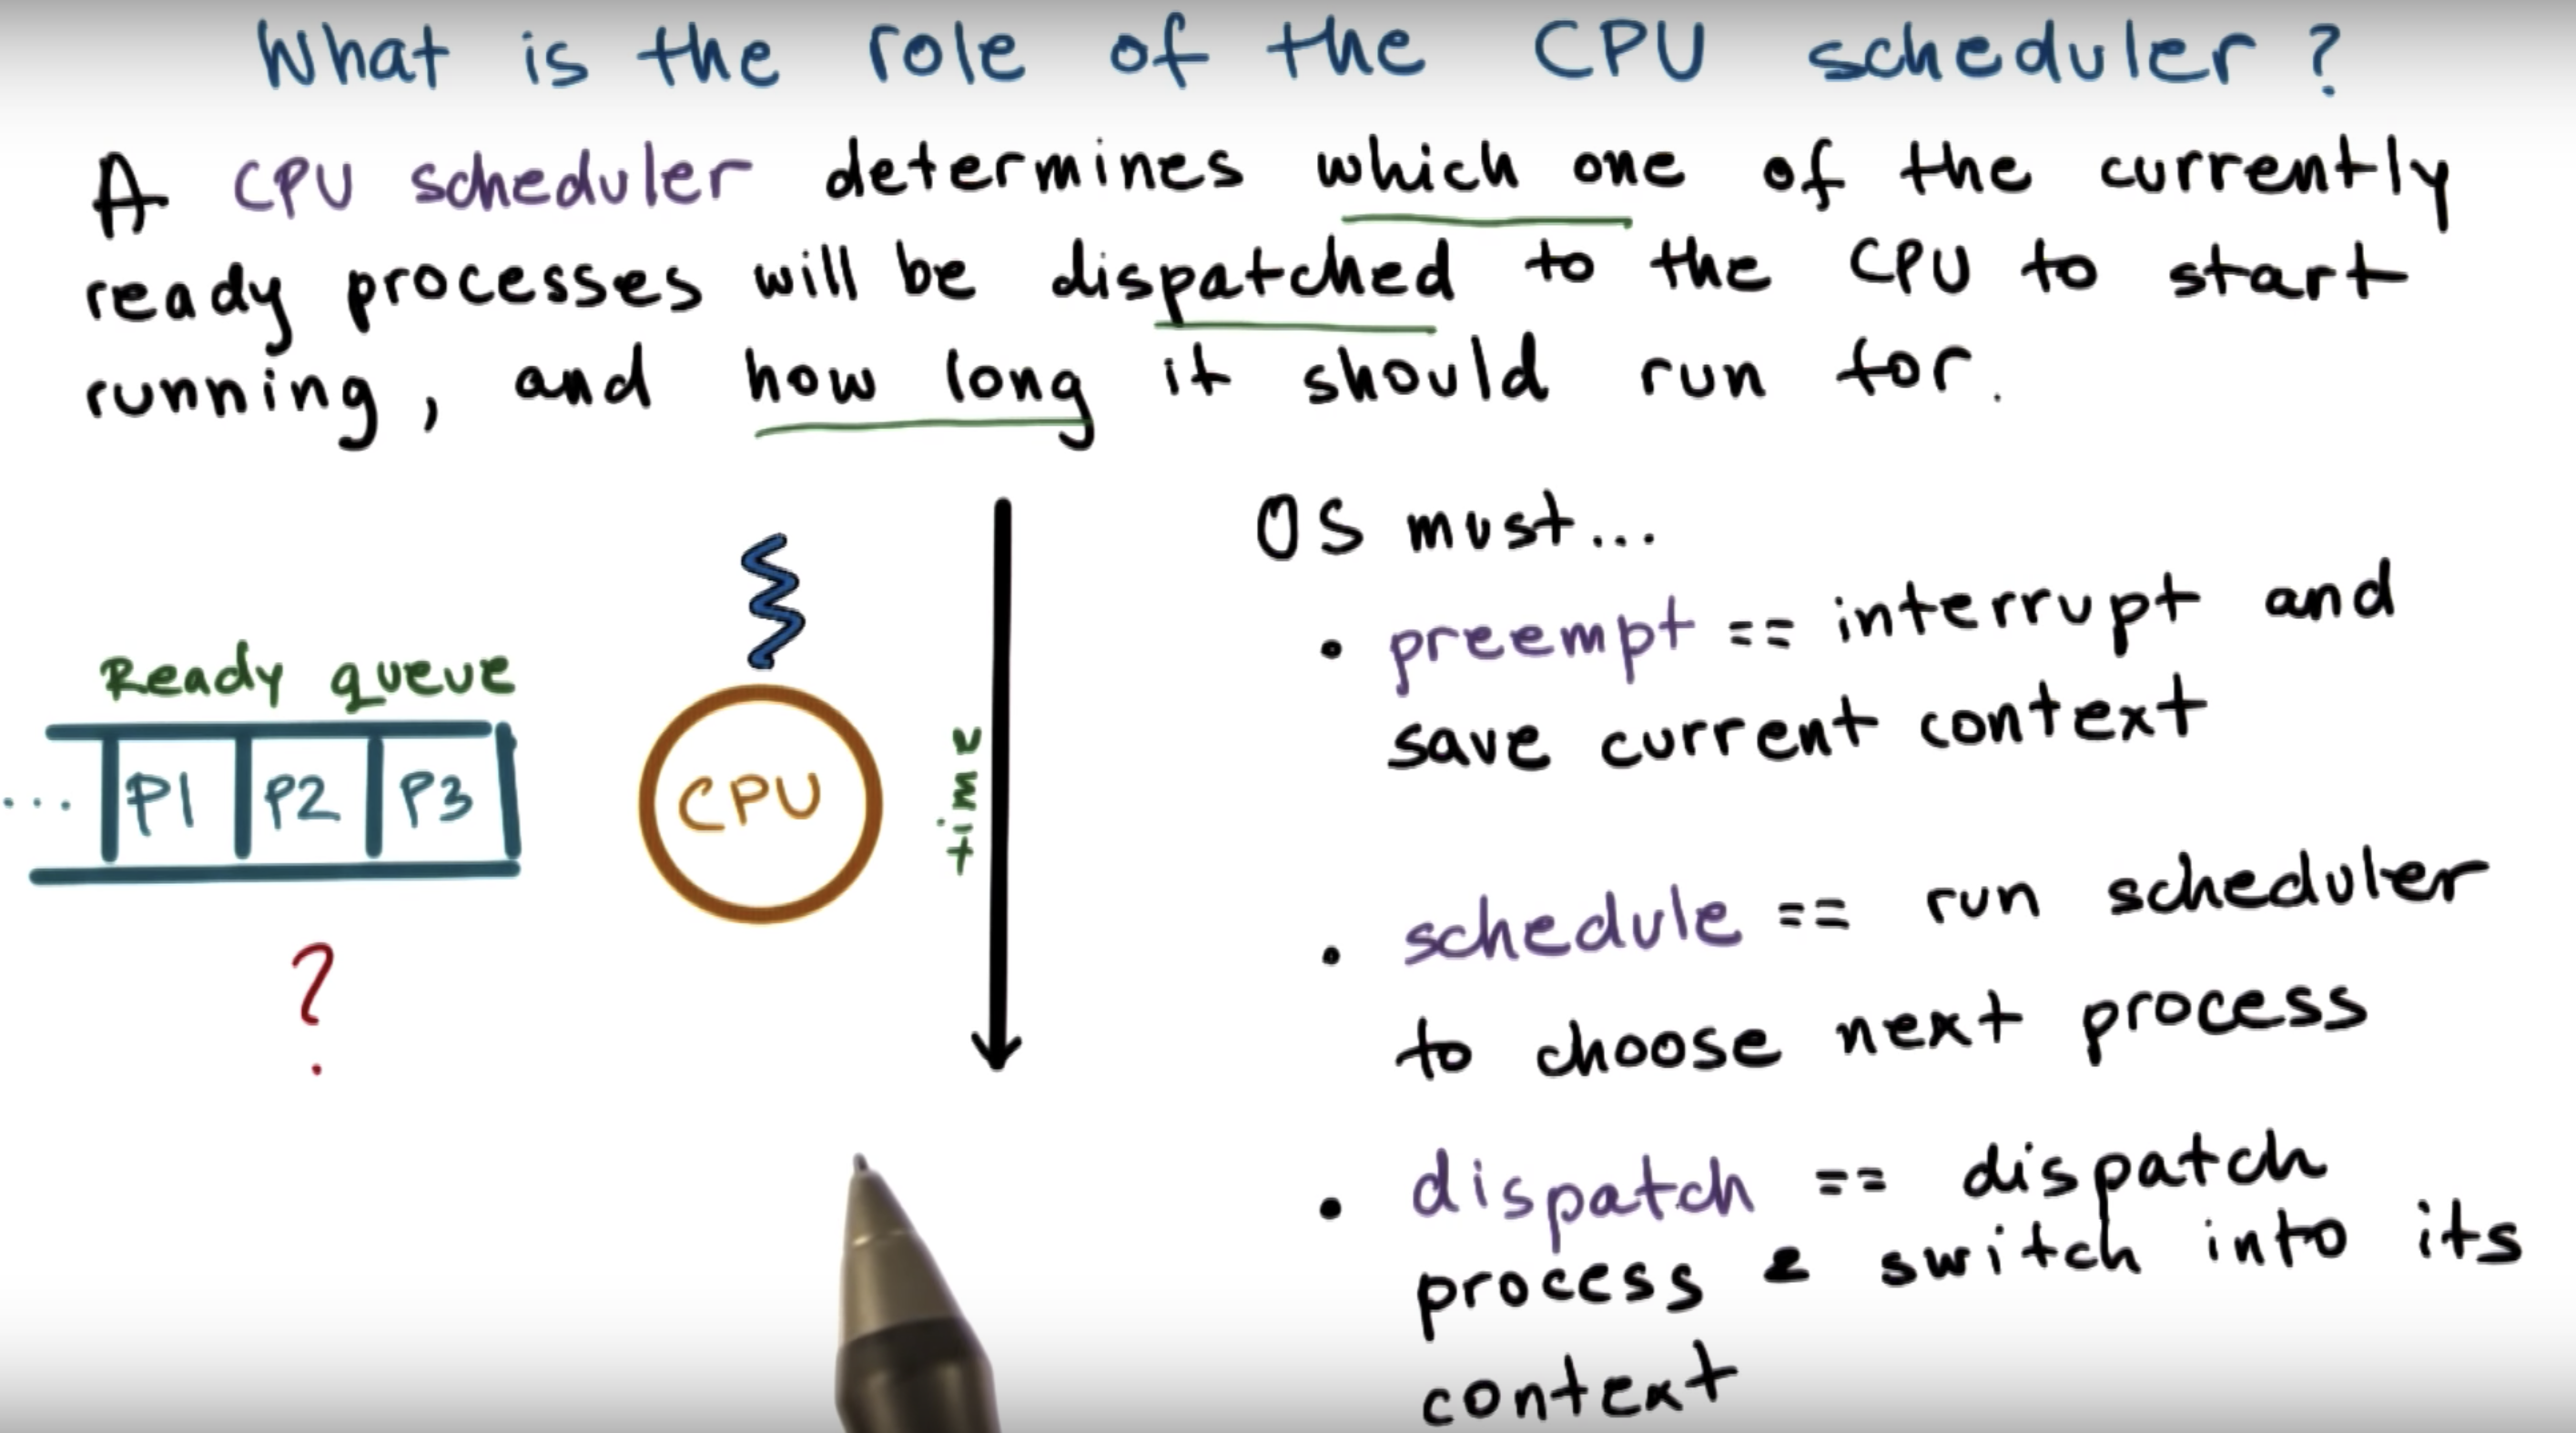 What is the role of the CPU scheduler?
A CPU scheduler determines which one of the currently
ready processes will be dispatched to the CPU to start
running, and how long it should run for.
Ready queue
... P1 P2 P3
?
CPU
time
OS must...
• preempt == interrupt and
save current context
• schedule == run scheduler
to choose next process
• dispatch == dispatch
process & switch into its
context